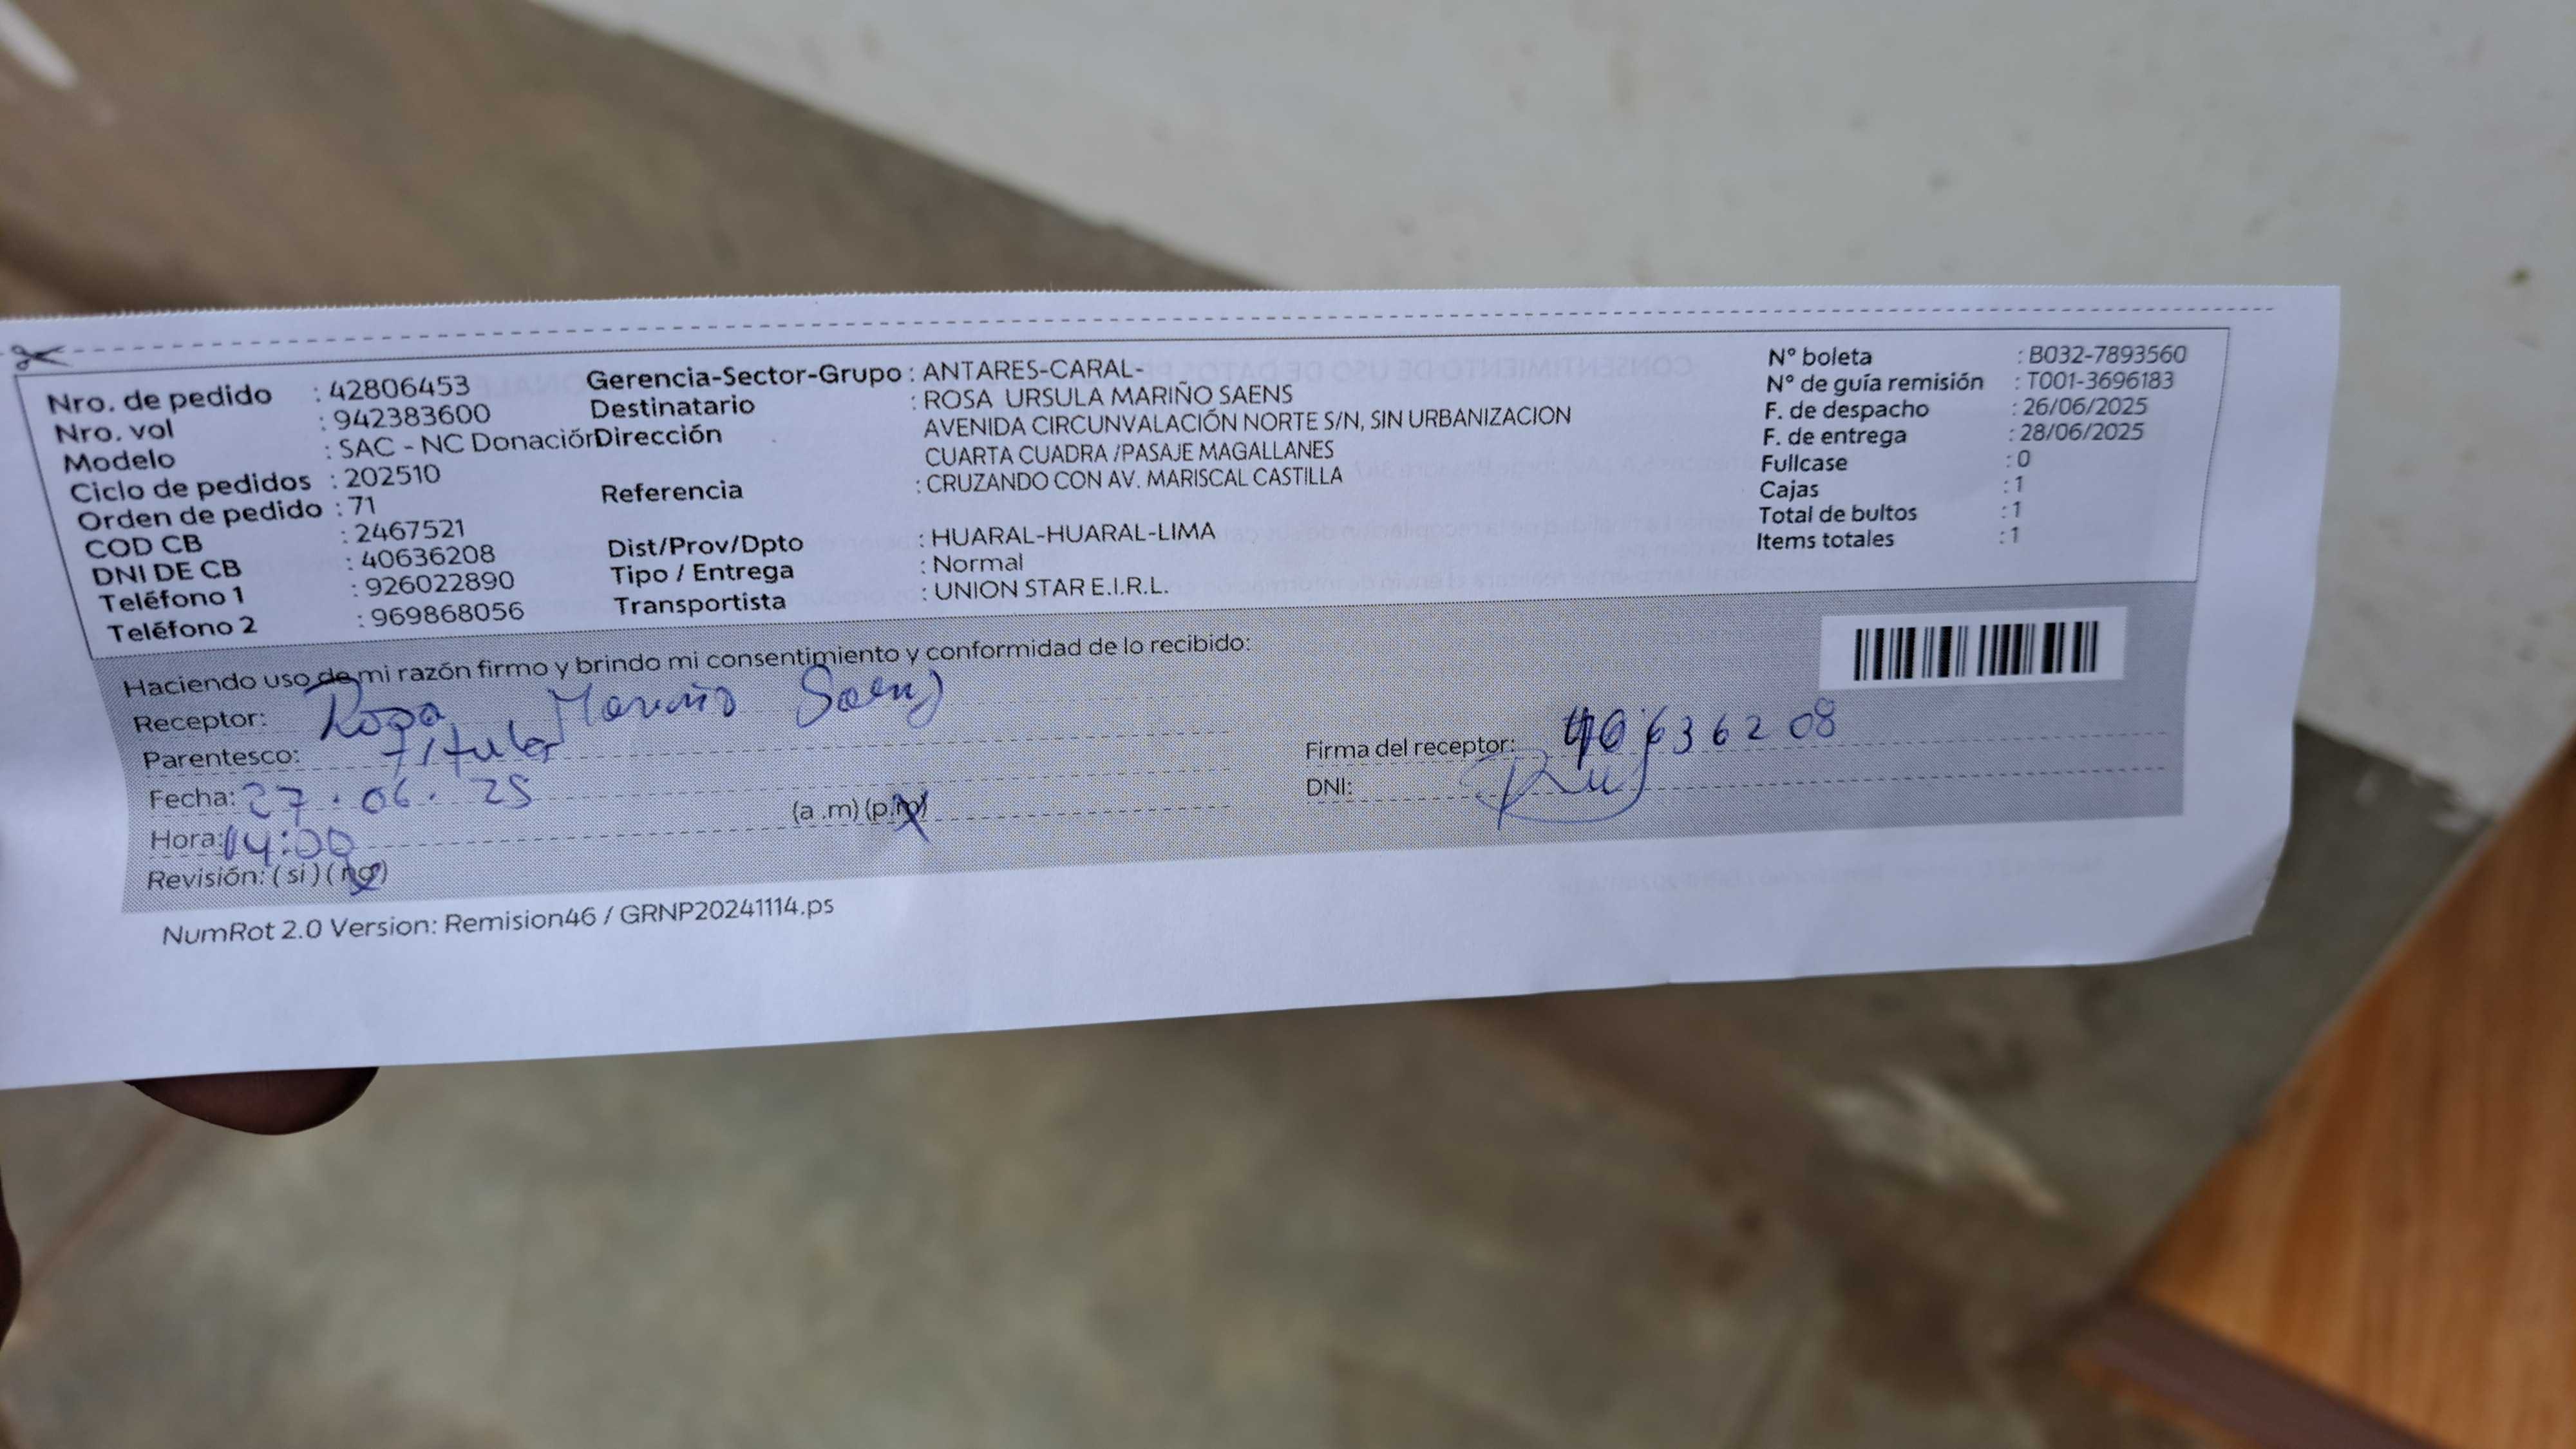 Nro. de pedido : 42806453
Nro. vol : 942383600
Modelo : SAC - NC Donación
Ciclo de pedidos : 202510
Orden de pedido : 71
COD CB : 2467521
DNI DE CB : 40636208
Teléfono 1 : 926022890
Teléfono 2 : 969868056
Gerencia-Sector-Grupo : ANTARES-CARAL-
Destinatario : ROSA URSULA MARIÑO SAENS
Dirección AVENIDA CIRCUNVALACIÓN NORTE S/N, SIN URBANIZACION
CUARTA CUADRA /PASAJE MAGALLANES
Referencia : CRUZANDO CON AV. MARISCAL CASTILLA
Dist/Prov/Dpto : HUARAL-HUARAL-LIMA
Tipo / Entrega : Normal
Transportista : UNION STAR E.I.R.L.
N° boleta : B032-7893560
N° de guía remisión : T001-3696183
F. de despacho : 26/06/2025
F. de entrega : 28/06/2025
Fullcase : 0
Cajas : 1
Total de bultos : 1
Items totales : 1
Haciendo uso de mi razón firmo y brindo mi consentimiento y conformidad de lo recibido:
Receptor: Rosa Mariño Saens
Parentesco: Titular
Fecha: 27.06.25
Hora: 14:00 (a .m) (p.m)
Revisión: ( si ) ( no )
Firma del receptor: 40636208
DNI:
NumRot 2.0 Version: Remision46 / GRNP20241114.ps